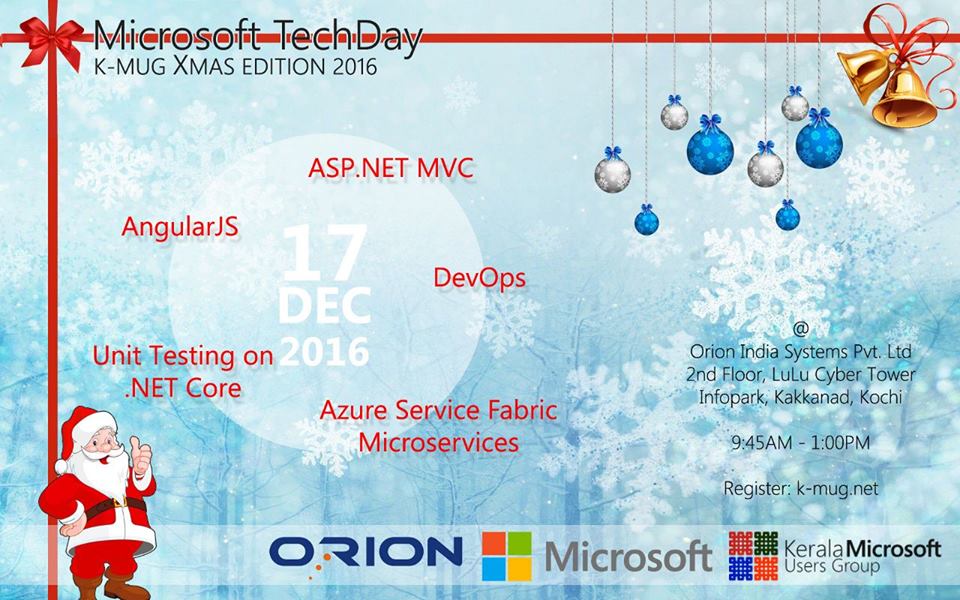 Microsoft TechDay
K-MUG XMAS EDITION 2016
ASP.NET MVC
AngularJS
17
DEC
2016
DevOps
Unit Testing on
.NET Core
Azure Service Fabric
Microservices
@
Orion India Systems Pvt. Ltd
2nd Floor, LuLu Cyber Tower
Infopark, Kakkanad, Kochi
9:45AM - 1:00PM
Register: k-mug.net
ORION
Microsoft
Kerala Microsoft
Users Group